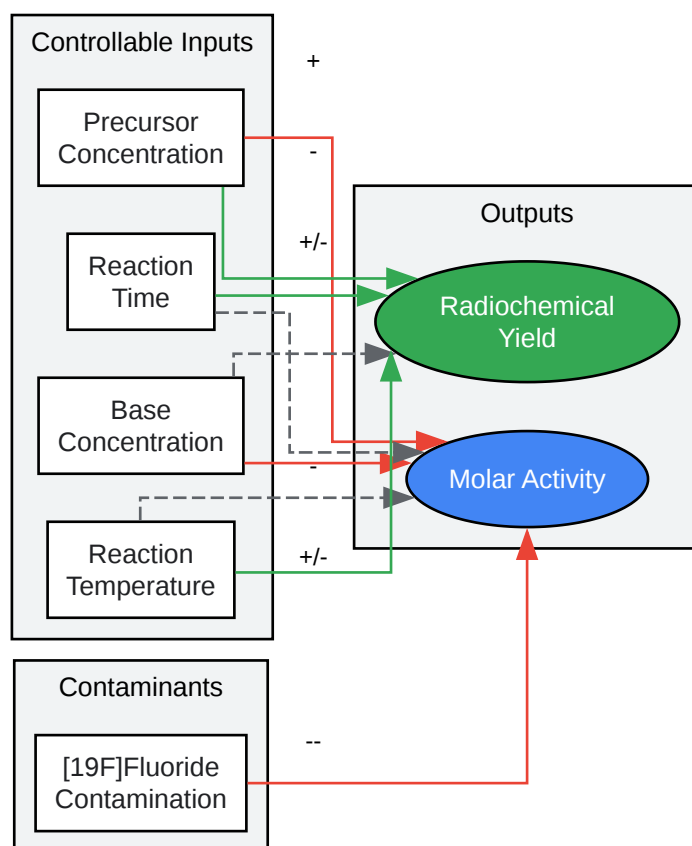 Controllable Inputs
+
Precursor
Concentration
-
Outputs
+/-
Reaction
Time
Radiochemical
Yield
Base
Concentration
-
Molar Activity
Reaction
Temperature
+/-
Contaminants
--
[19F]Fluoride
Contamination